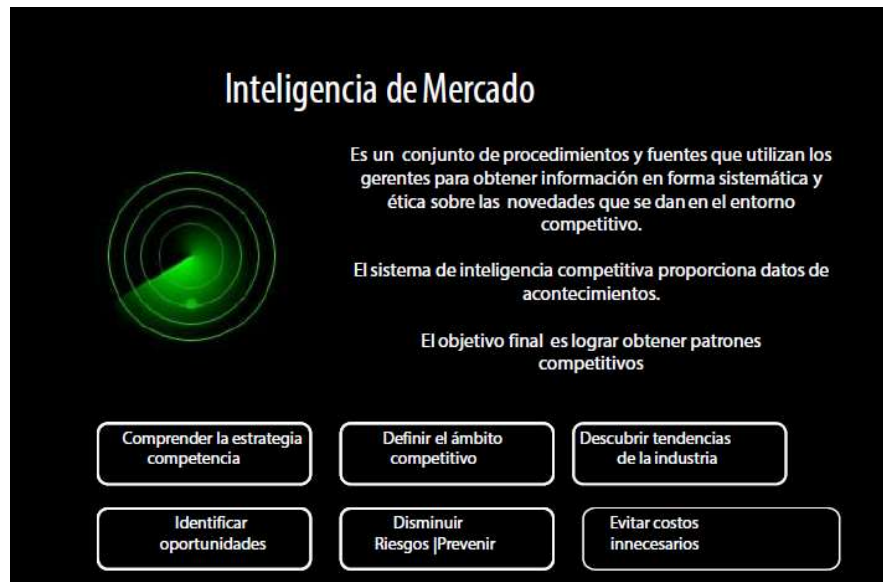 Inteligencia de Mercado
Es un conjunto de procedimientos y fuentes que utilizan los
gerentes para obtener información en forma sistemática y
ética sobre las novedades que se dan en el entorno
competitivo.
El sistema de inteligencia competitiva proporciona datos de
acontecimientos.
El objetivo final es lograr obtener patrones
competitivos
Comprender la estrategia
competencia
Definir el ámbito
competitivo
Descubrir tendencias
de la industria
Identificar
oportunidades
Disminuir
Riesgos |Prevenir
Evitar costos
innecesarios